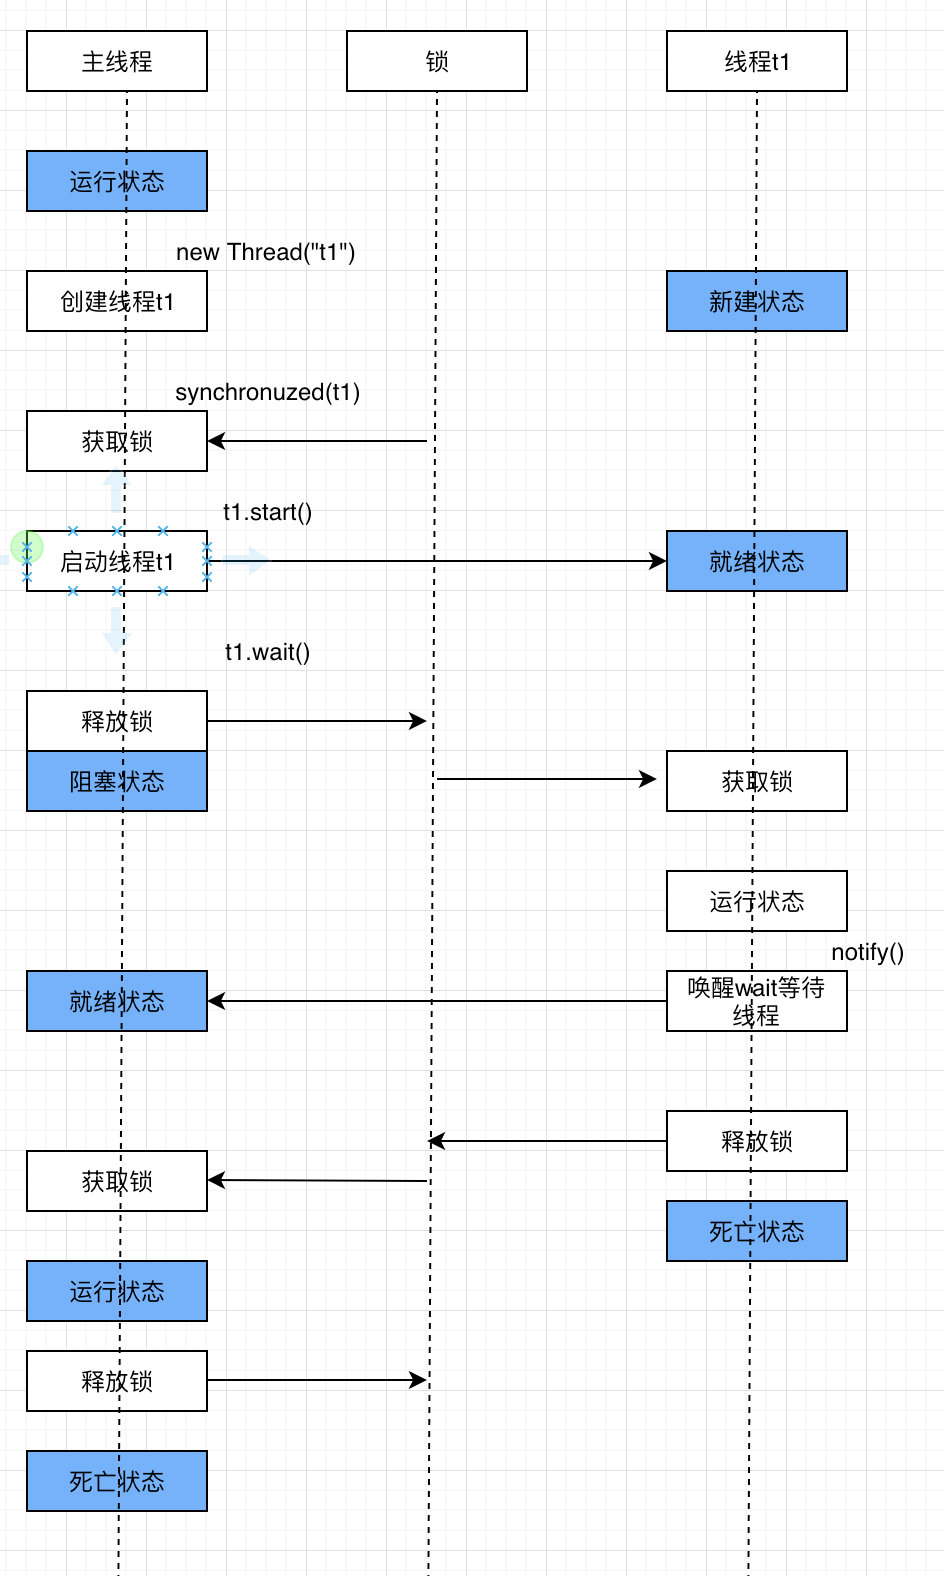 主线程
锁
线程t1
运行状态
new Thread("t1")
创建线程t1
新建状态
synchronuzed(t1)
获取锁
t1.start()
启动线程t1
就绪状态
t1.wait()
释放锁
阻塞状态
获取锁
运行状态
notify()
就绪状态
唤醒wait等待
线程
释放锁
获取锁
死亡状态
运行状态
释放锁
死亡状态